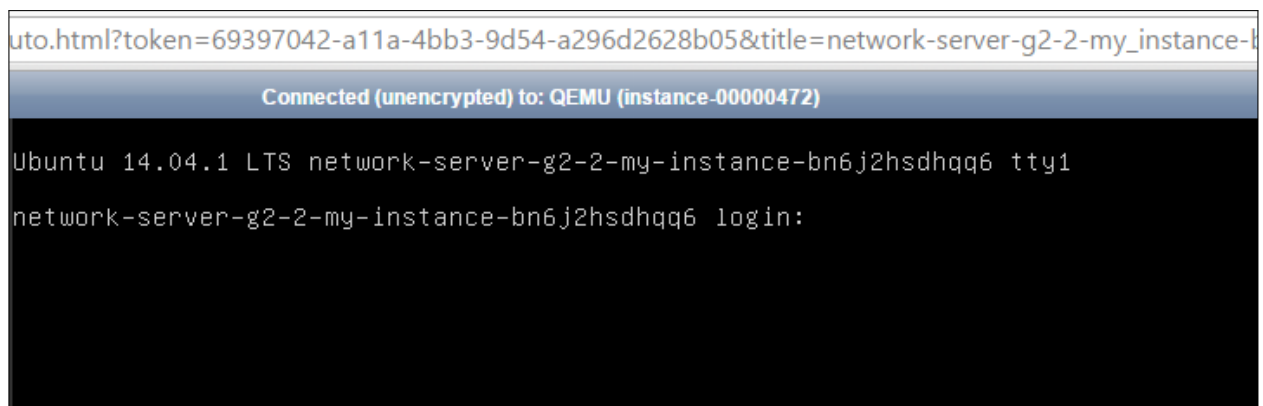 uto.html?token=69397042-a11a-4bb3-9d54-a296d2628b05&title=network-server-g2-2-my_instance-b
Connected (unencrypted) to: QEMU (instance-00000472)
Ubuntu 14.04.1 LTS network-server-g2-2-my-instance-bn6j2hsdhqq6 tty1
network-server-g2-2-my-instance-bn6j2hsdhqq6 login: